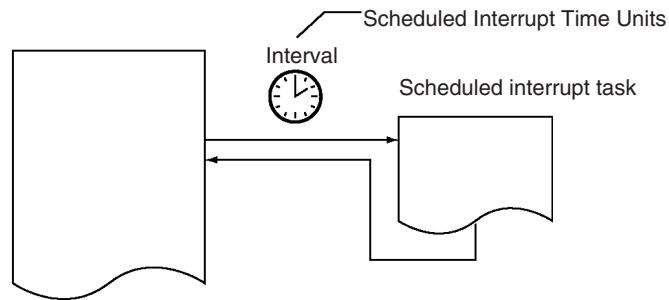 Scheduled Interrupt Time Units
Interval
Scheduled interrupt task